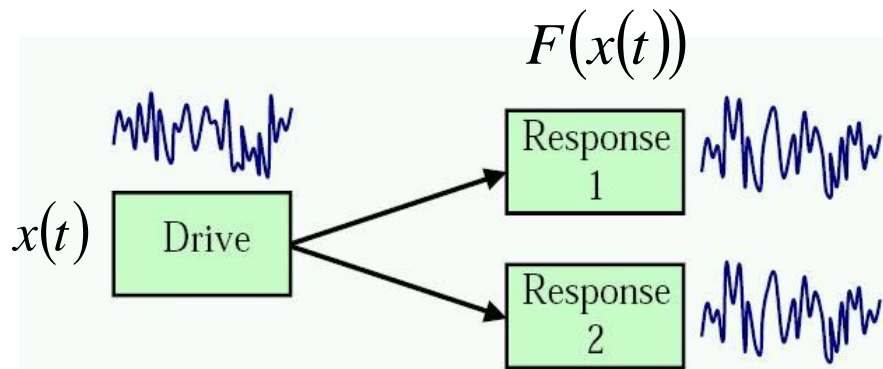 F(x(t))
Response
1
x(t)
Drive
Response
2